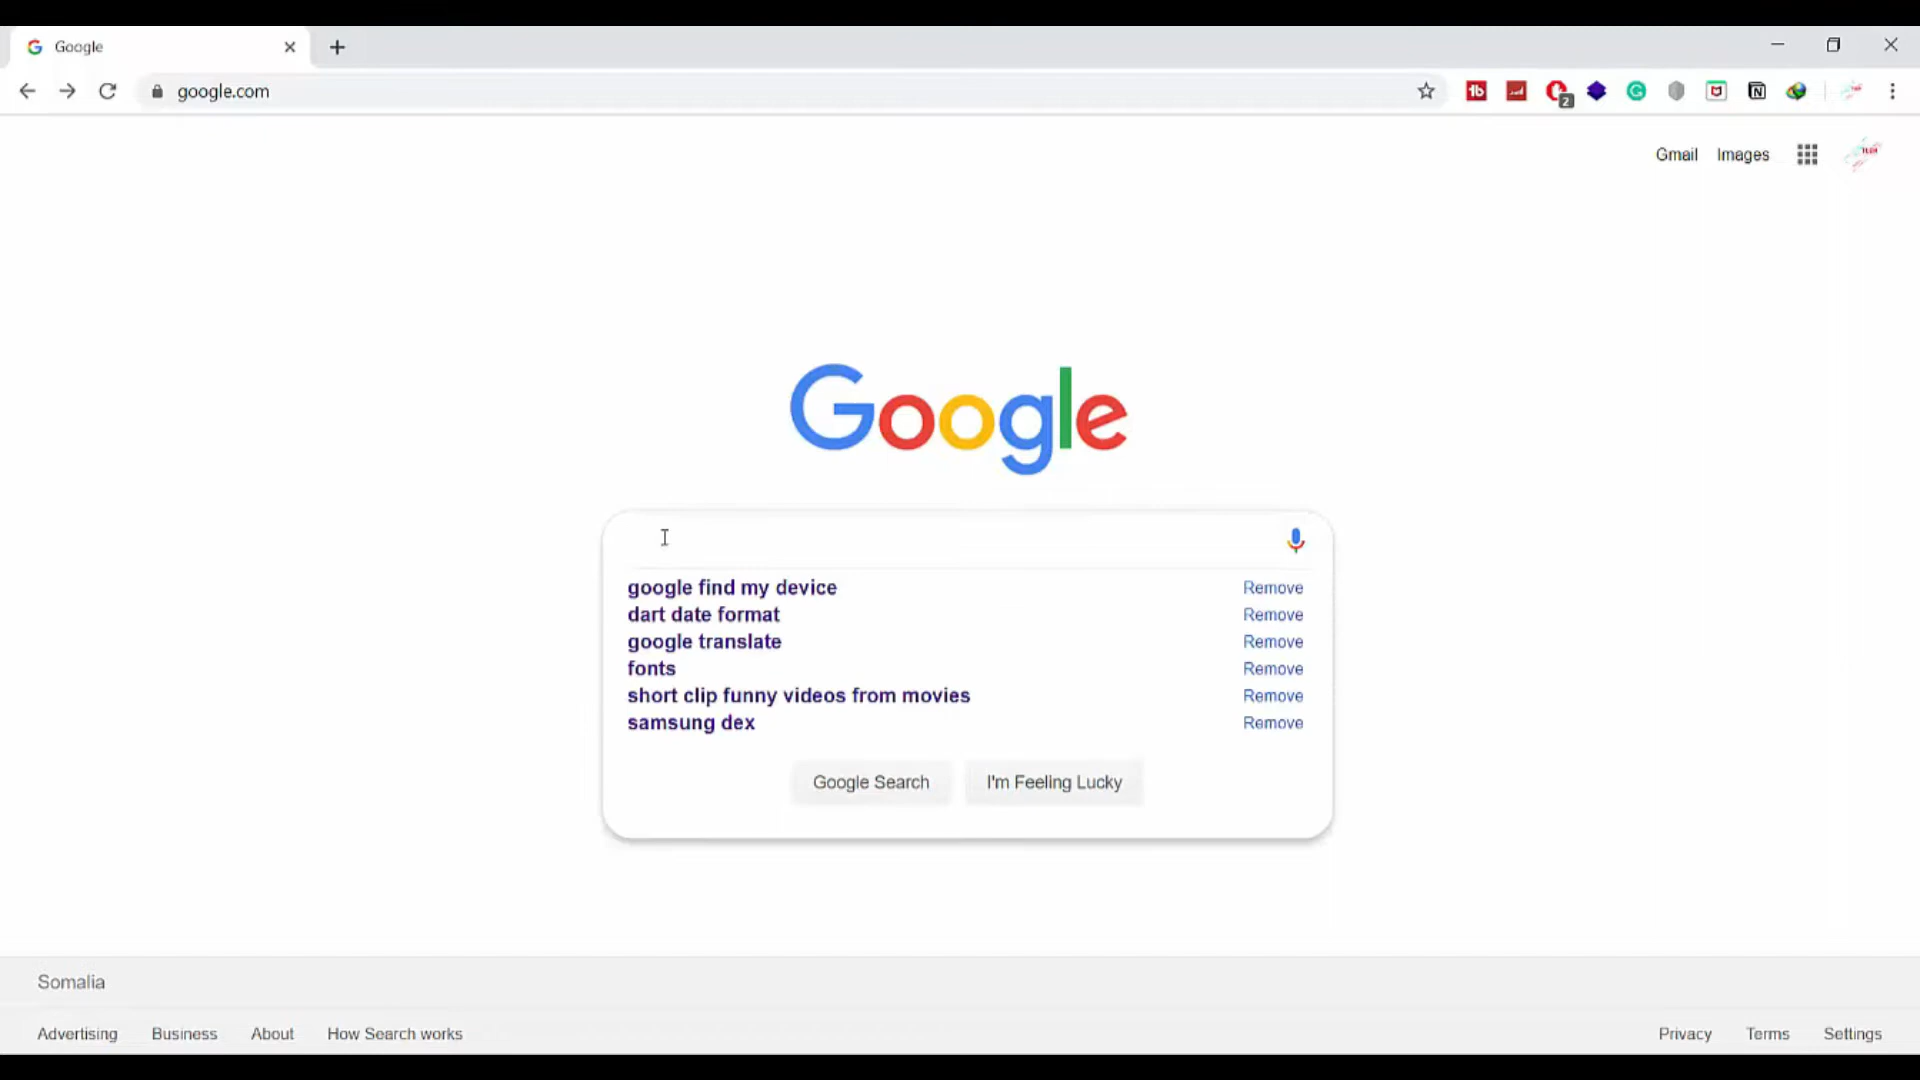 Google
google.com
2
Gmail Images
Google
google find my device Remove
dart date format Remove
google translate Remove
fonts Remove
short clip funny videos from movies Remove
samsung dex Remove
Google Search I'm Feeling Lucky
Somalia
Advertising Business About How Search works Privacy Terms Settings